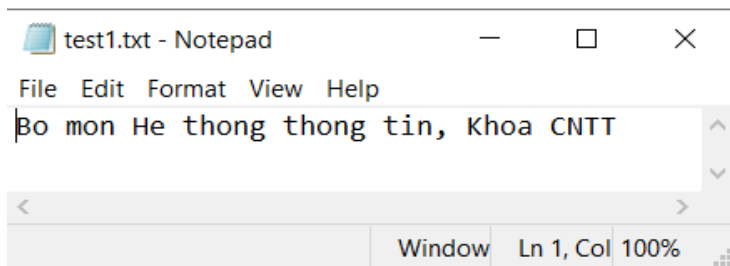 test1.txt - Notepad
File Edit Format View Help
Bo mon He thong thong tin, Khoa CNTT
Window Ln 1, Col 100%